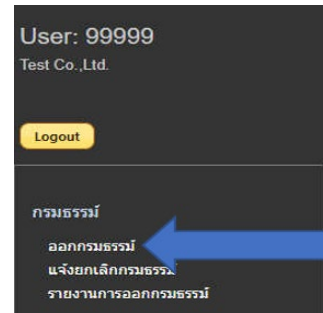 User: 99999
Test Co.,Ltd.
Logout
กรมธรรม์
ออกกรมธรรม์
แจ้งยกเลิกกรมธรรม์
รายงานการออกกรมธรรม์